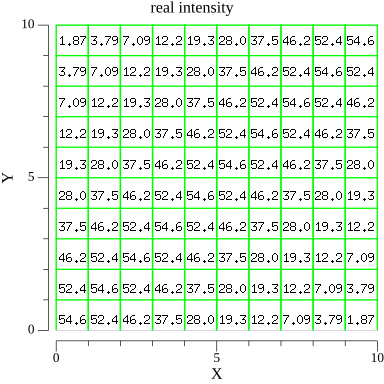 real intensity
10
1.87 3.79 7.09 12.2 19.3 28.0 37.5 46.2 52.4 54.6
3.79 7.09 12.2 19.3 28.0 37.5 46.2 52.4 54.6 52.4
7.09 12.2 19.3 28.0 37.5 46.2 52.4 54.6 52.4 46.2
12.2 19.3 28.0 37.5 46.2 52.4 54.6 52.4 46.2 37.5
19.3 28.0 37.5 46.2 52.4 54.6 52.4 46.2 37.5 28.0
Y
5
28.0 37.5 46.2 52.4 54.6 52.4 46.2 37.5 28.0 19.3
37.5 46.2 52.4 54.6 52.4 46.2 37.5 28.0 19.3 12.2
46.2 52.4 54.6 52.4 46.2 37.5 28.0 19.3 12.2 7.09
52.4 54.6 52.4 46.2 37.5 28.0 19.3 12.2 7.09 3.79
54.6 52.4 46.2 37.5 28.0 19.3 12.2 7.09 3.79 1.87
0
0 5 10
X